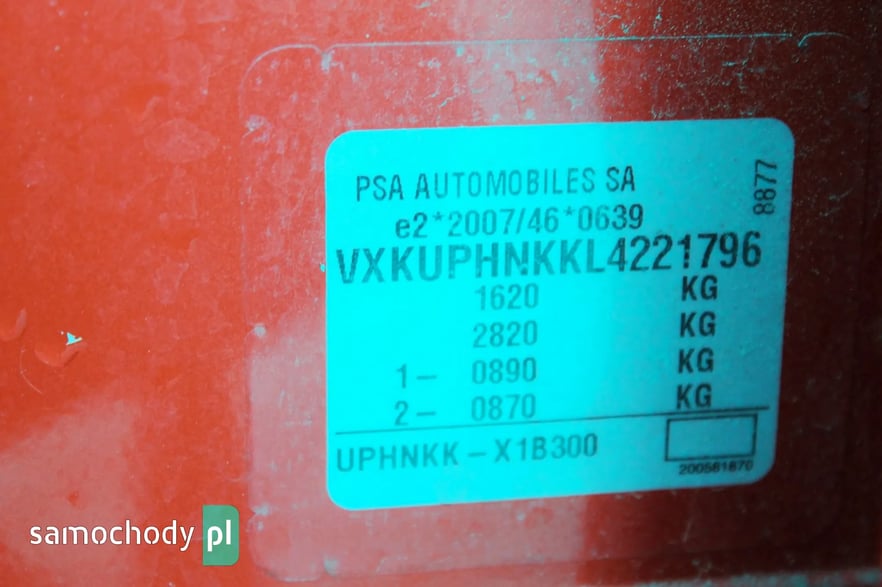 PSA AUTOMOBILES SA
8877
e2*2007/46*0639
VXKUPHNKKL4221796
1620 KG
2820 KG
1- 0890 KG
2- 0870 KG
UPHNKK-X1B300
200581870
samochody pl